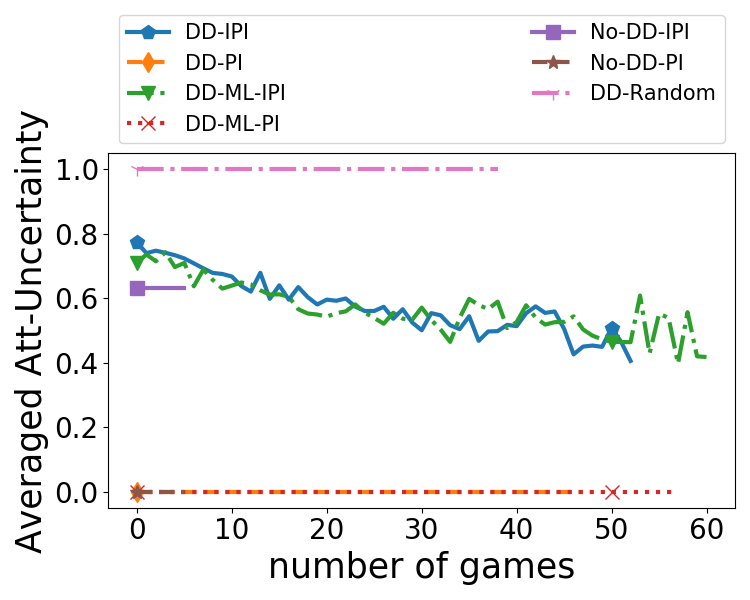 DD-IPI
DD-PI
DD-ML-IPI
DD-ML-PI
No-DD-IPI
No-DD-PI
DD-Random
Averaged Att-Uncertainty
1.0
0.8
0.6
0.4
0.2
0.0
0 10 20 30 40 50 60
number of games